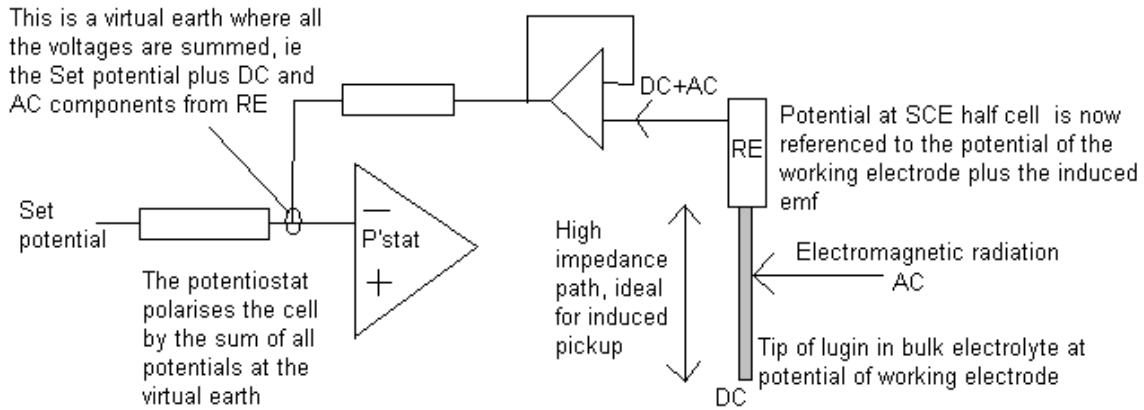 This is a virtual earth where all
the voltages are summed, ie
the Set potential plus DC and
AC components from RE
DC+AC
RE
Potential at SCE half cell is now
referenced to the potential of the
working electrode plus the induced
emf
Set
potential
P'stat
The potentiostat
polarises the cell
by the sum of all
potentials at the
virtual earth
High
impedance
path, ideal
for induced
pickup
Electromagnetic radiation
AC
Tip of lugin in bulk electrolyte at
potential of working electrode
DC